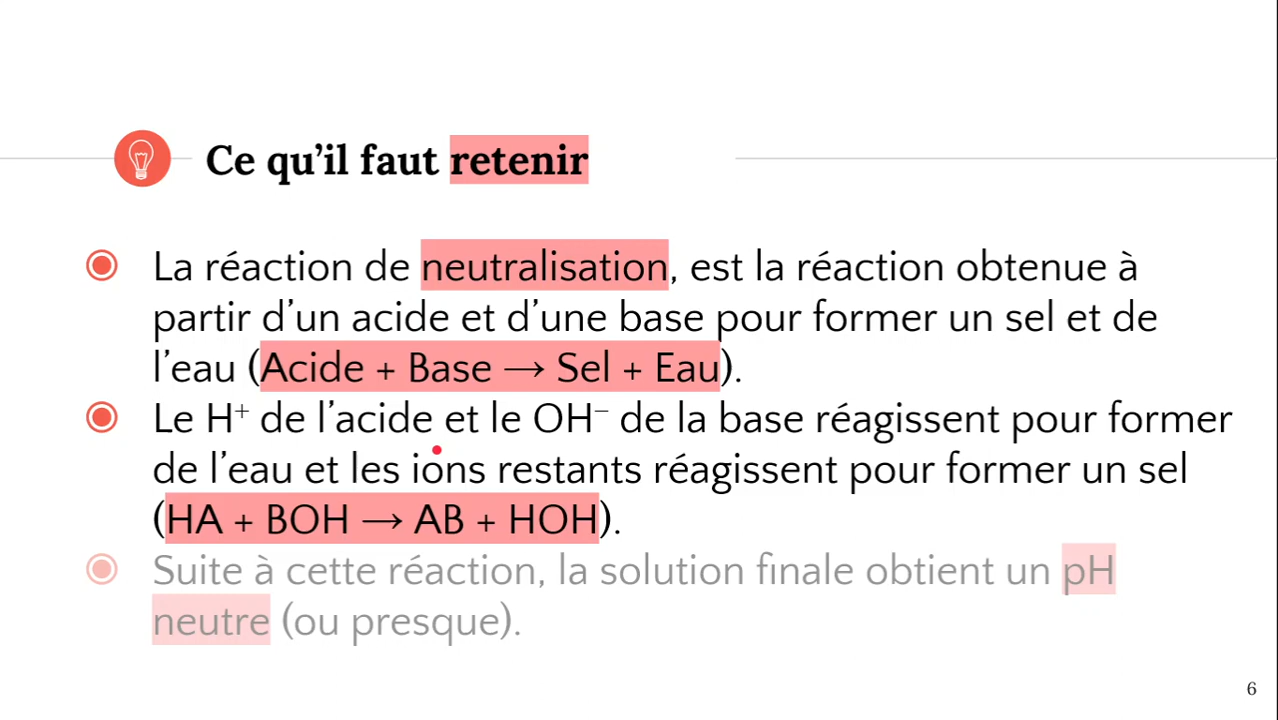 Ce qu’il faut retenir
La réaction de neutralisation, est la réaction obtenue à
partir d’un acide et d’une base pour former un sel et de
l’eau (Acide + Base → Sel + Eau).
Le H⁺ de l’acide et le OH⁻ de la base réagissent pour former
de l’eau et les ions restants réagissent pour former un sel
(HA + BOH → AB + HOH).
Suite à cette réaction, la solution finale obtient un pH
neutre (ou presque).
6